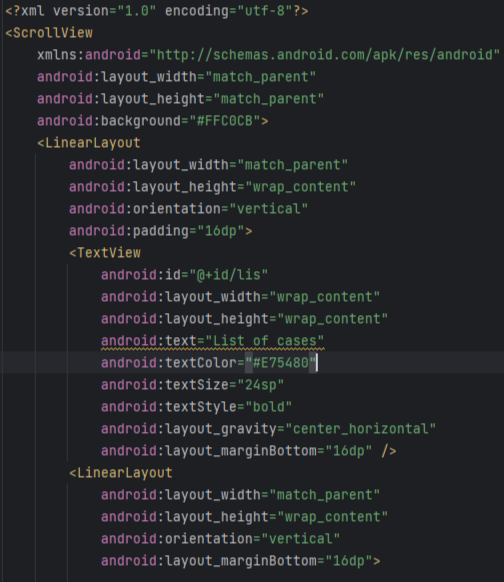 <?xml version="1.0" encoding="utf-8"?>
<ScrollView
    xmlns:android="http://schemas.android.com/apk/res/android"
    android:layout_width="match_parent"
    android:layout_height="match_parent"
    android:background="#FFC0CB">
    <LinearLayout
        android:layout_width="match_parent"
        android:layout_height="wrap_content"
        android:orientation="vertical"
        android:padding="16dp">
        <TextView
            android:id="@+id/lis"
            android:layout_width="wrap_content"
            android:layout_height="wrap_content"
            android:text="List of cases"
            android:textColor="#E75480"
            android:textSize="24sp"
            android:textStyle="bold"
            android:layout_gravity="center_horizontal"
            android:layout_marginBottom="16dp" />
        <LinearLayout
            android:layout_width="match_parent"
            android:layout_height="wrap_content"
            android:orientation="vertical"
            android:layout_marginBottom="16dp">